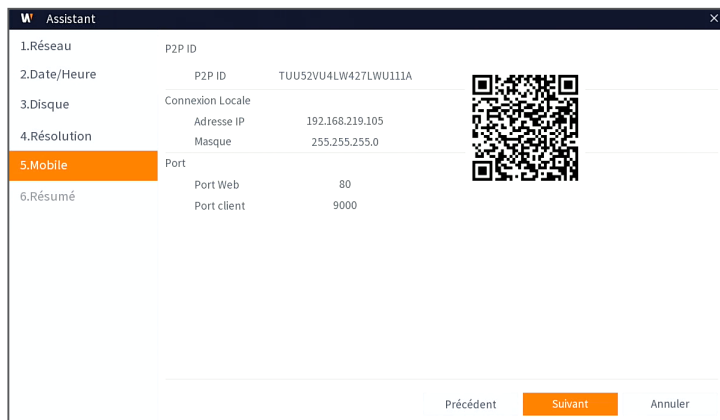 Assistant
1.Réseau
2.Date/Heure
3.Disque
4.Résolution
5.Mobile
6.Résumé
P2P ID
P2P ID TUU52VU4LW427LWU111A
Connexion Locale
Adresse IP 192.168.219.105
Masque 255.255.255.0
Port
Port Web 80
Port client 9000
Précédent Suivant Annuler